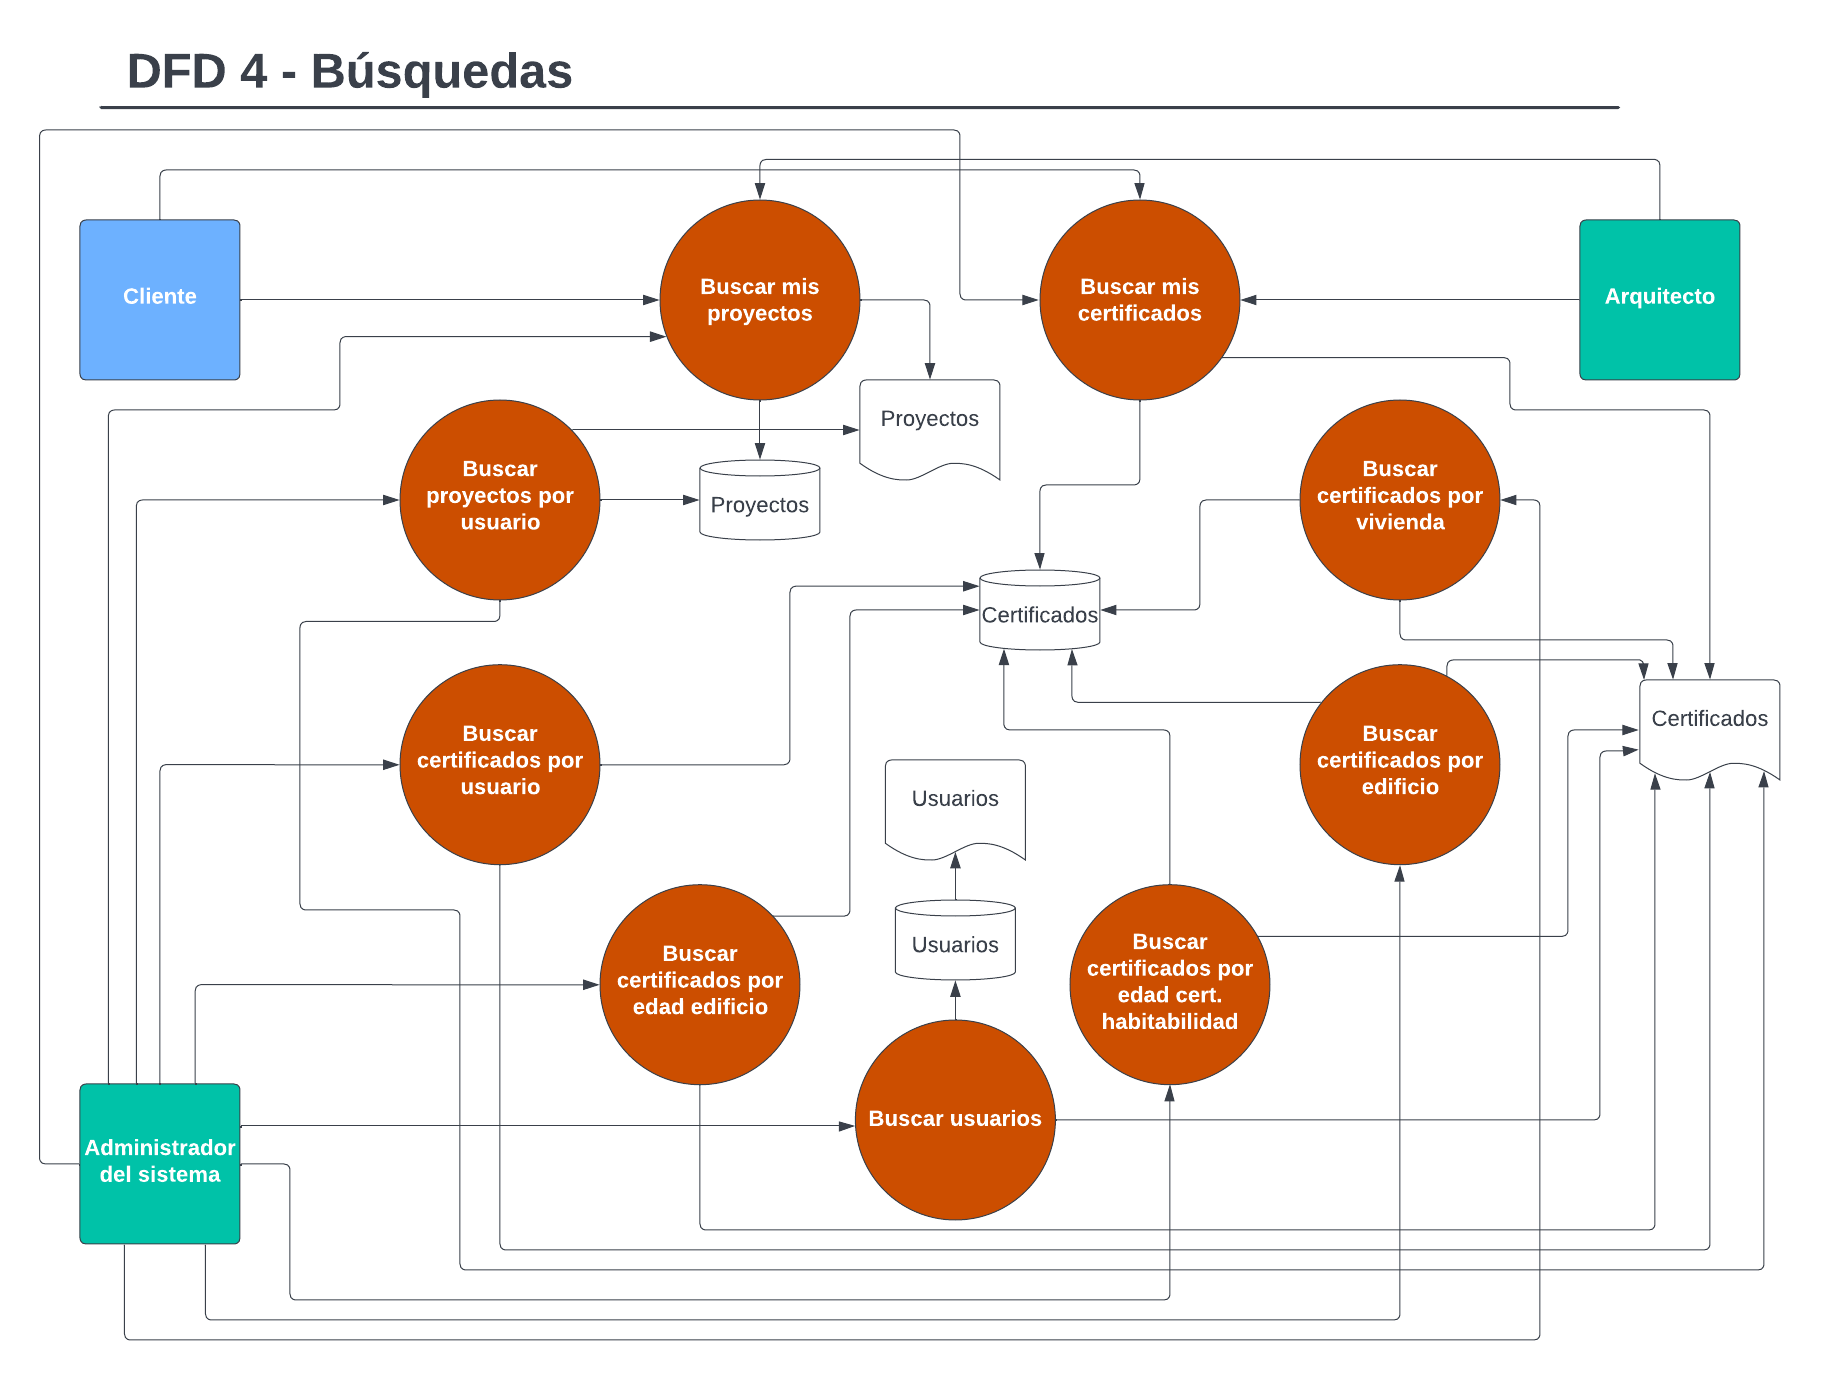 DFD 4 - Búsquedas
Cliente
Buscar mis
proyectos
Buscar mis
certificados
Arquitecto
Proyectos
Buscar
proyectos por
usuario
Proyectos
Buscar
certificados por
vivienda
Certificados
Buscar
certificados por
usuario
Usuarios
Buscar
certificados por
edificio
Certificados
Buscar
certificados por
edad edificio
Usuarios
Buscar
certificados por
edad cert.
habitabilidad
Buscar usuarios
Administrador
del sistema